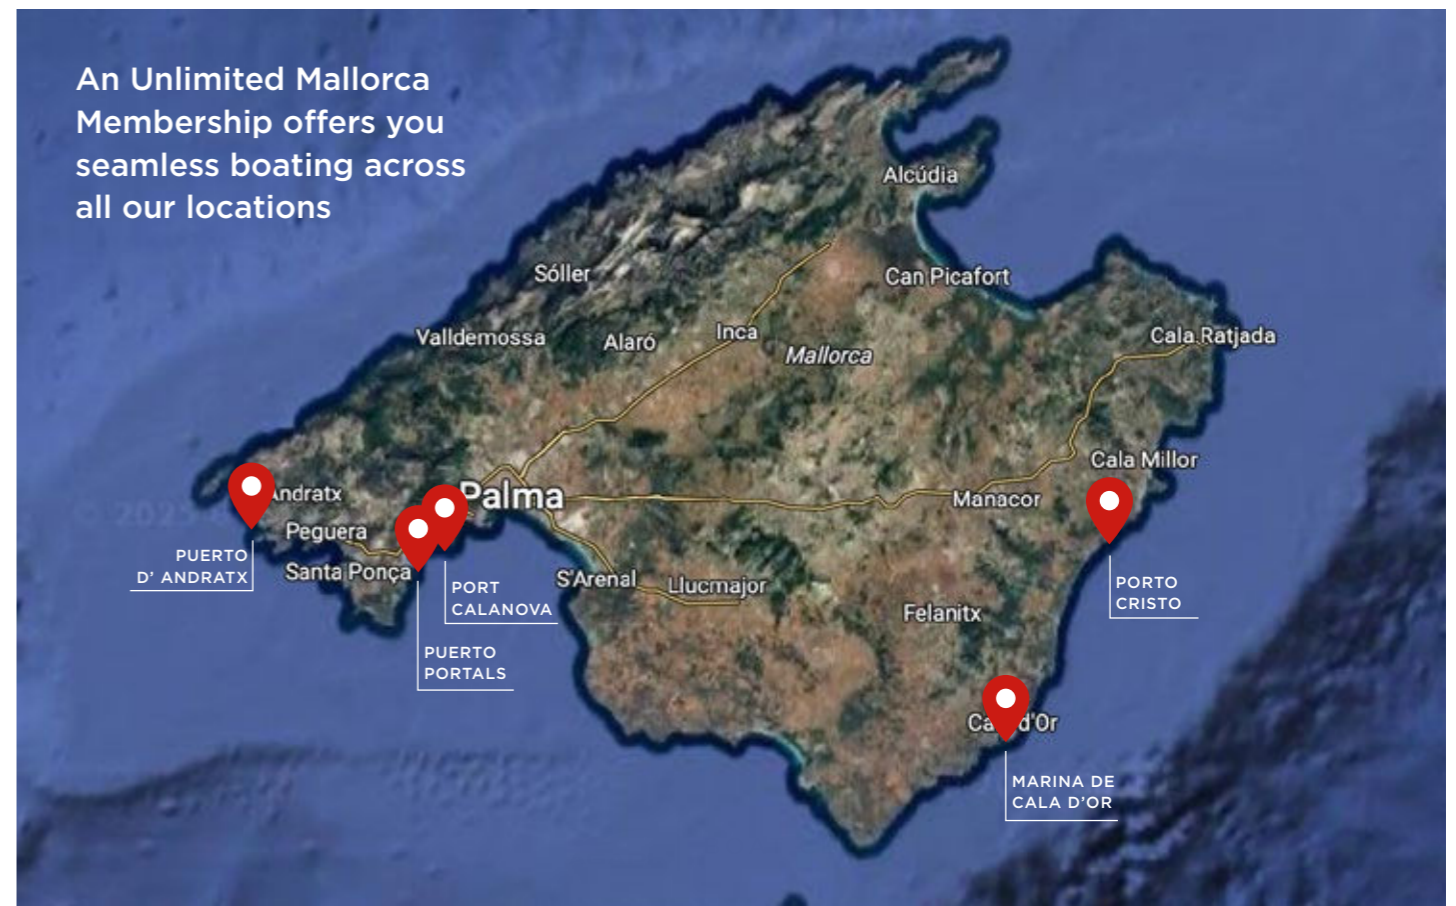 An Unlimited Mallorca
Membership offers you
seamless boating across
all our locations
Alcúdia
Sóller
Can Picafort
Valldemossa
Alaró
Inca
Mallorca
Cala Ratjada
Cala Millor
Andratx
Palma
Manacor
Peguera
Santa Ponça
S'Arenal
Llucmajor
Felanitx
PUERTO
D' ANDRATX
PORT
CALANOVA
PUERTO
PORTALS
PORTO
CRISTO
d'Or
MARINA DE
CALA D'OR